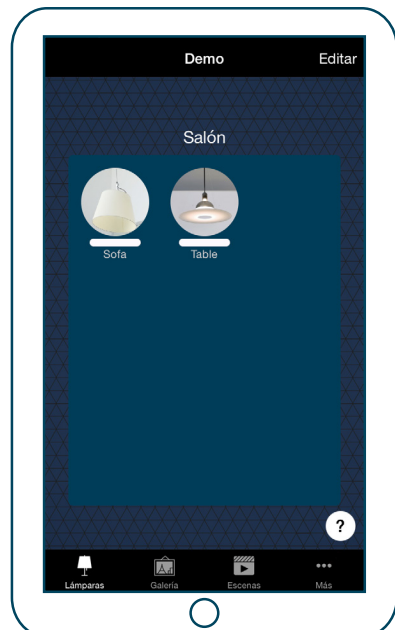 Demo
Editar
Salón
Sofa
Table
?
Lámparas
Galería
Escenas
Más